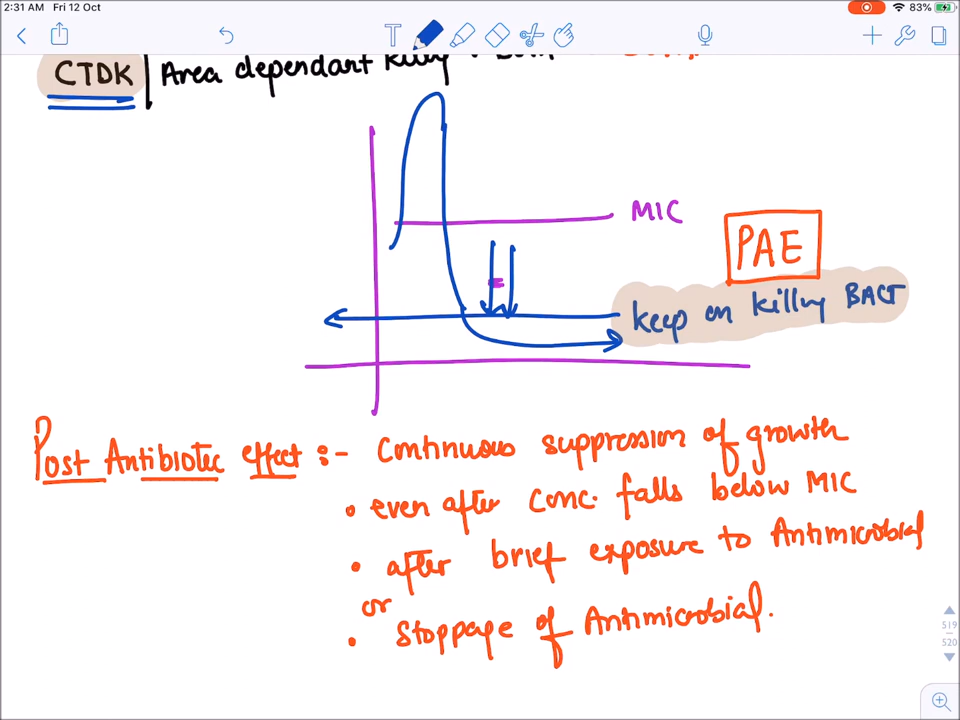 2:31 AM Fri 12 Oct
83%
T
CTDK Area dependant killy
MIC
PAE
keep on killing BACT
Post Antibiotec effect :- Continuous suppression of growth
• even after Conc. falls below MIC
• after brief exposure to Antimicrobial
or
• Stoppage of Antimicrobial.
519
520